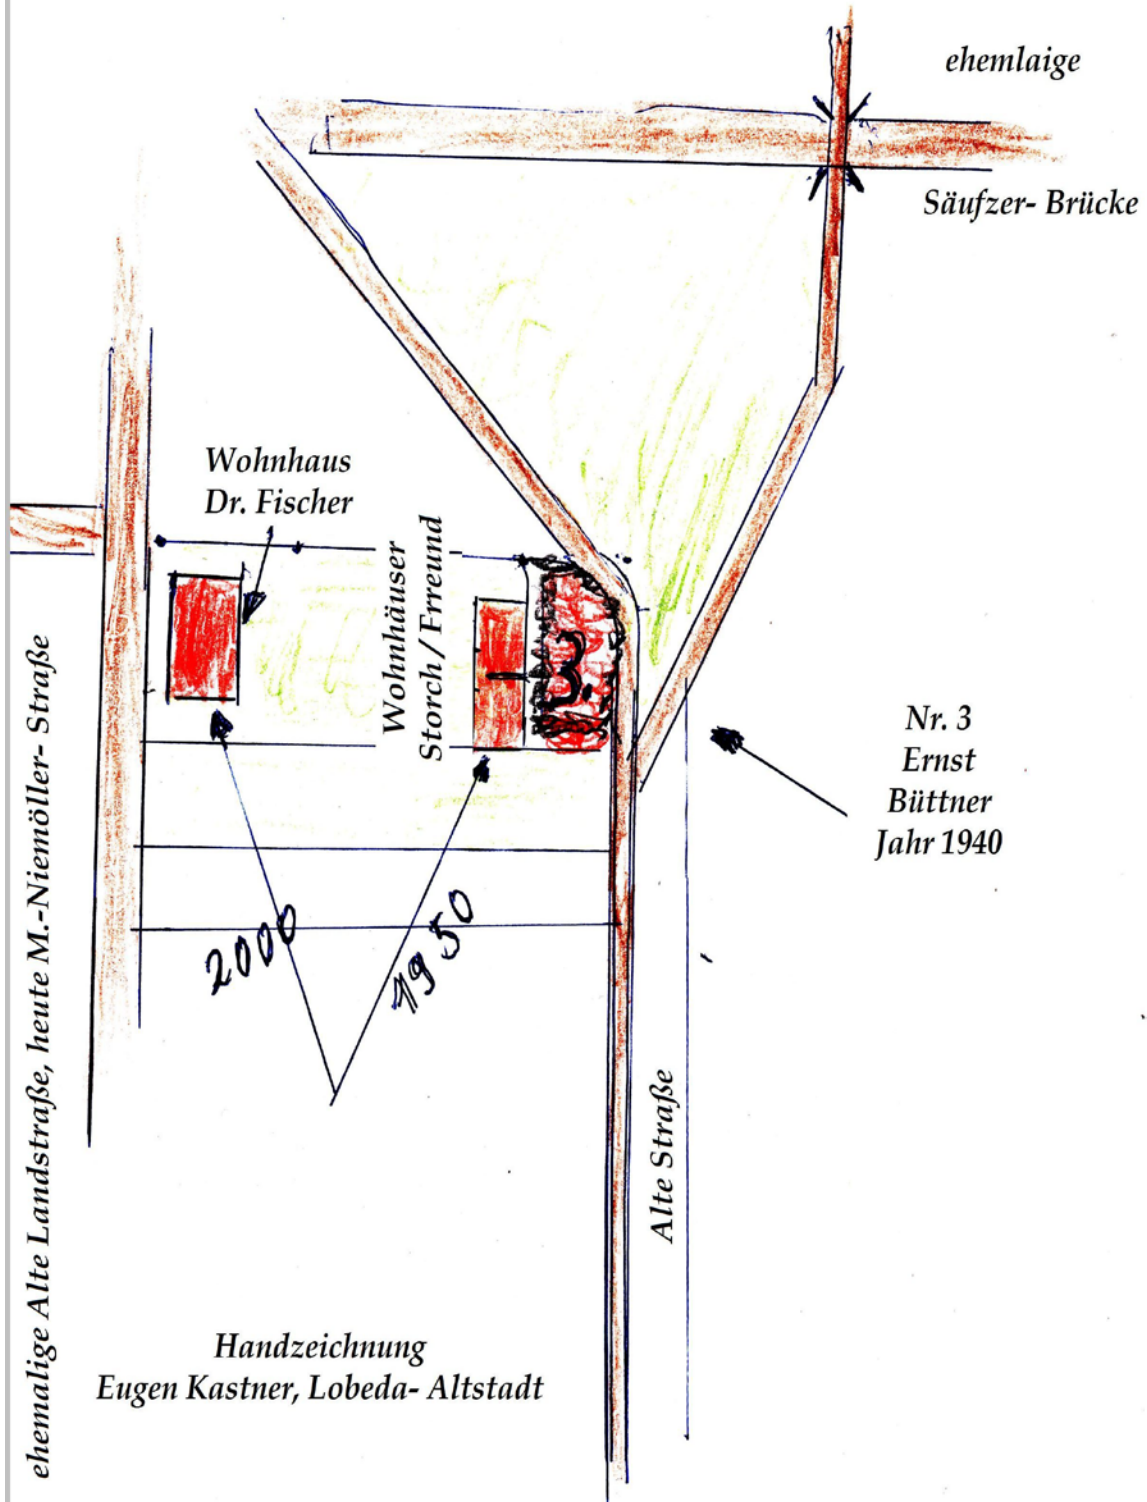 ehemlaige
Säufzer- Brücke
Wohnhaus
Dr. Fischer
Wohnhäuser
Storch / Frreund
3.
Nr. 3
Ernst
Büttner
Jahr 1940
2000
1950
Alte Straße
ehemalige Alte Landstraße, heute M.-Niemöller- Straße
Handzeichnung
Eugen Kastner, Lobeda- Altstadt